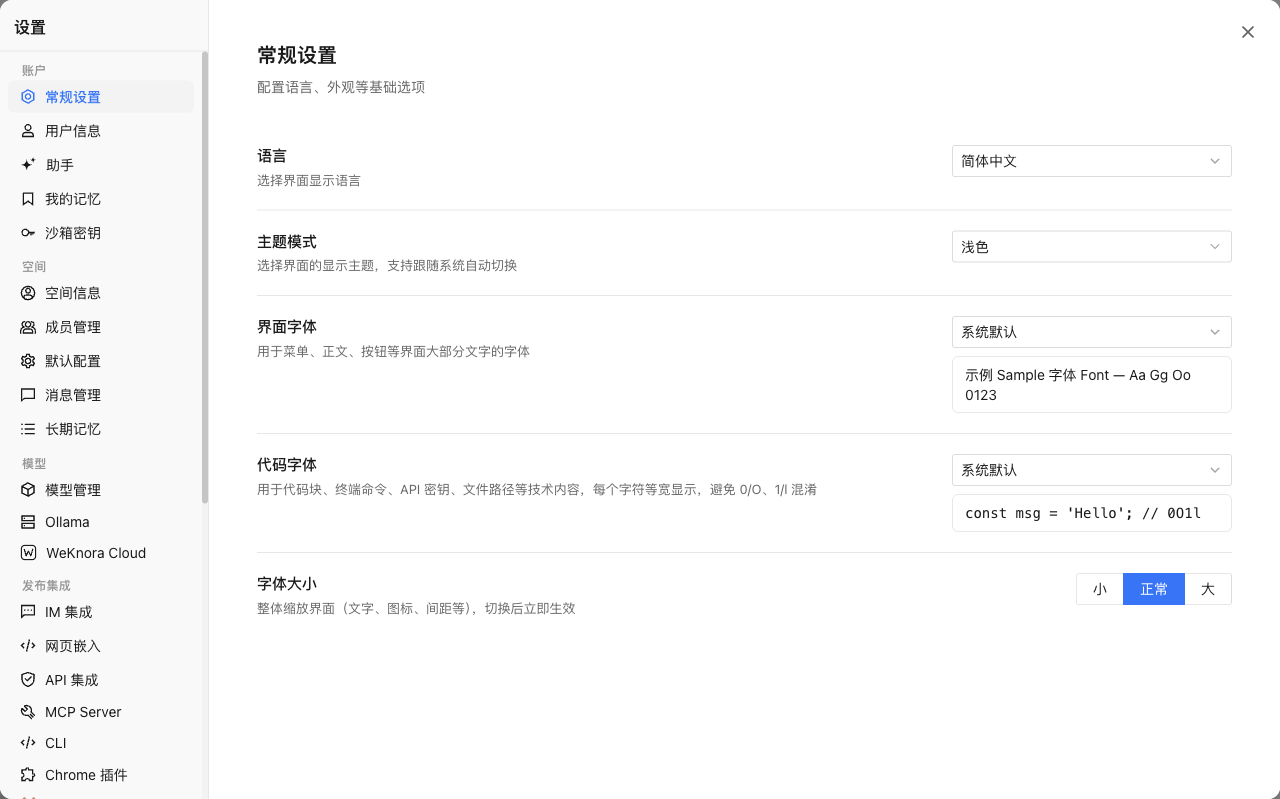 设置
账户
常规设置
用户信息
助手
我的记忆
沙箱密钥
空间
空间信息
成员管理
默认配置
消息管理
长期记忆
模型
模型管理
Ollama
WeKnora Cloud
发布集成
IM 集成
网页嵌入
API 集成
MCP Server
CLI
Chrome 插件
常规设置
配置语言、外观等基础选项
语言
选择界面显示语言
简体中文
主题模式
选择界面的显示主题，支持跟随系统自动切换
浅色
界面字体
用于菜单、正文、按钮等界面大部分文字的字体
系统默认
示例 Sample 字体 Font — Aa Gg Oo
0123
代码字体
用于代码块、终端命令、API 密钥、文件路径等技术内容，每个字符等宽显示，避免 0/O、1/l 混淆
系统默认
const msg = 'Hello'; // 0O1l
字体大小
整体缩放界面（文字、图标、间距等），切换后立即生效
小
正常
大